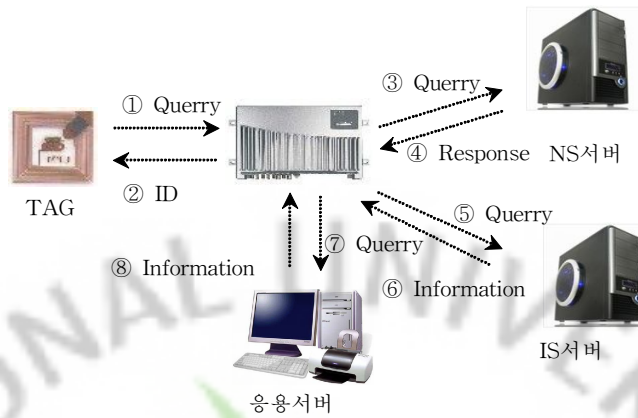 ① Querry
② ID
TAG
③ Querry
④ Response
NS서버
⑤ Querry
⑥ Information
IS서버
⑦ Querry
⑧ Information
응용서버